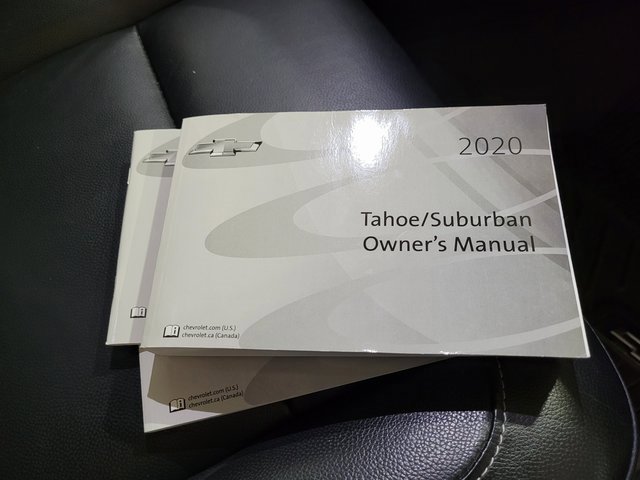 2020
Tahoe/Suburban
Owner's Manual
chevrolet.com (U.S.)
chevrolet.ca (Canada)
chevrolet.com (U.S.)
chevrolet.ca (Canada)